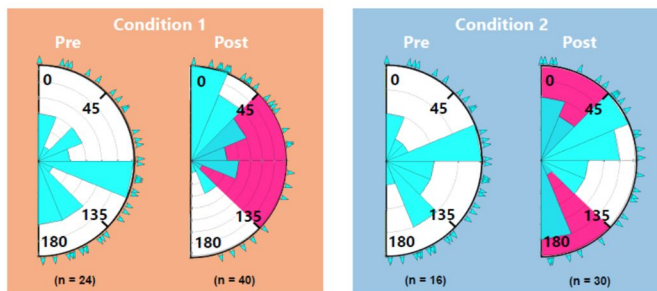 Condition 1
Pre
Post
0
45
135
180
(n = 24)
0
45
135
180
(n = 40)
Condition 2
Pre
Post
0
45
135
180
(n = 16)
0
45
135
180
(n = 30)